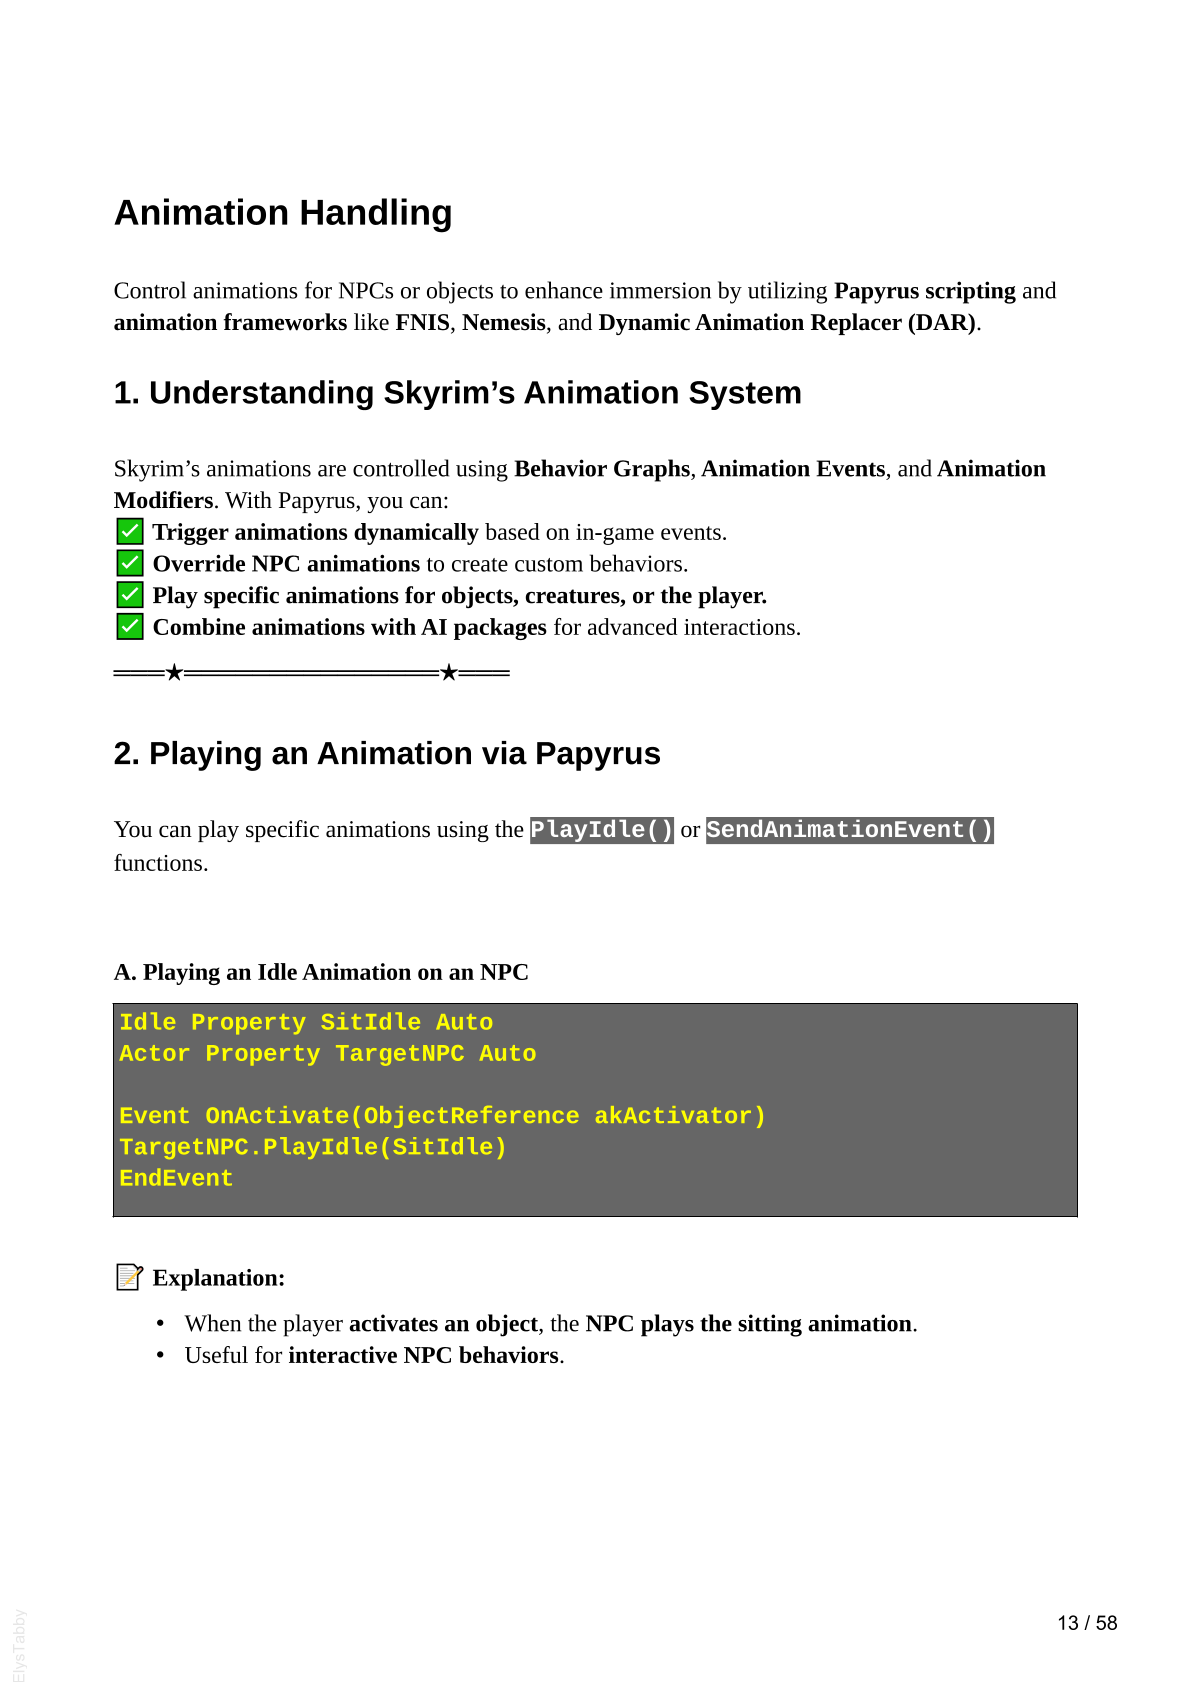 Animation Handling
Control animations for NPCs or objects to enhance immersion by utilizing Papyrus scripting and
animation frameworks like FNIS, Nemesis, and Dynamic Animation Replacer (DAR).
1. Understanding Skyrim’s Animation System
Skyrim’s animations are controlled using Behavior Graphs, Animation Events, and Animation
Modifiers. With Papyrus, you can:
✅ Trigger animations dynamically based on in-game events.
✅ Override NPC animations to create custom behaviors.
✅ Play specific animations for objects, creatures, or the player.
✅ Combine animations with AI packages for advanced interactions.
═══★═══════════════★═══
2. Playing an Animation via Papyrus
You can play specific animations using the PlayIdle() or SendAnimationEvent()
functions.
A. Playing an Idle Animation on an NPC
Idle Property SitIdle Auto
Actor Property TargetNPC Auto
Event OnActivate(ObjectReference akActivator)
TargetNPC.PlayIdle(SitIdle)
EndEvent
📝 Explanation:
• When the player activates an object, the NPC plays the sitting animation.
• Useful for interactive NPC behaviors.
13 / 58
ElysTabby